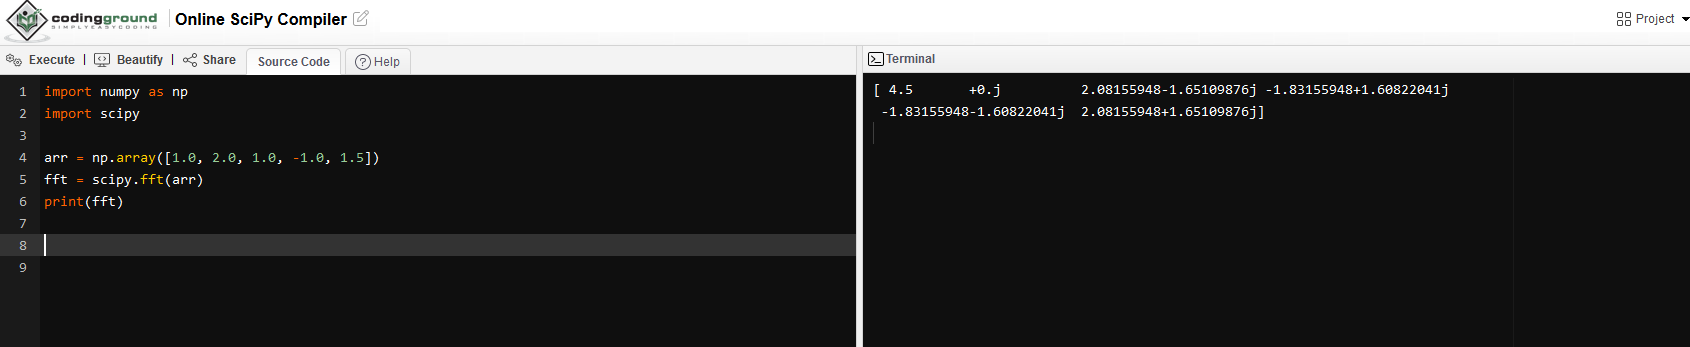 codingground
SIMPLYEASYCODING
Online SciPy Compiler
Project
Execute | Beautify | Share Source Code Help
Terminal
1 import numpy as np
2 import scipy
3
4 arr = np.array([1.0, 2.0, 1.0, -1.0, 1.5])
5 fft = scipy.fft(arr)
6 print(fft)
7
8
9
[ 4.5       +0.j          2.08155948-1.65109876j -1.83155948+1.60822041j
 -1.83155948-1.60822041j  2.08155948+1.65109876j]